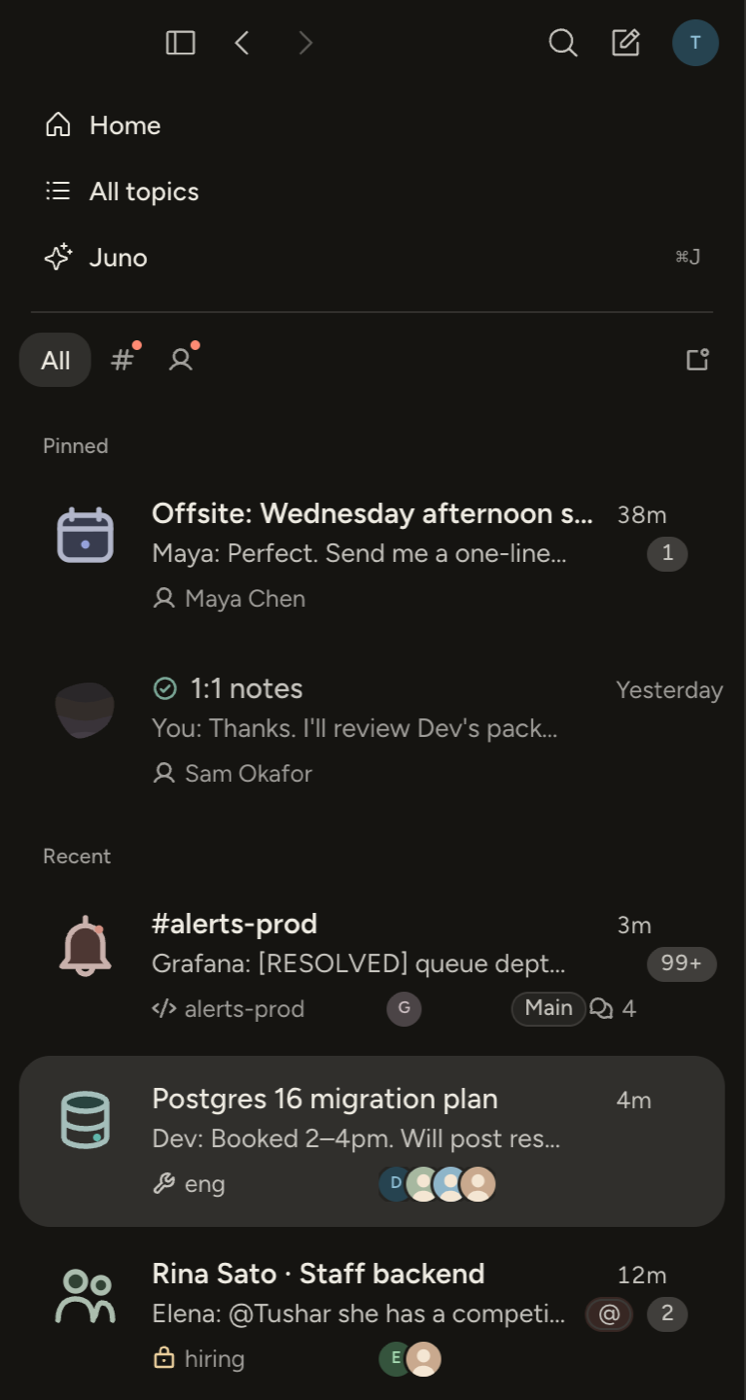 T
Home
All topics
Juno ⌘J
All #
Pinned
Offsite: Wednesday afternoon s... 38m
Maya: Perfect. Send me a one-line... 1
Maya Chen
1:1 notes Yesterday
You: Thanks. I'll review Dev's pack...
Sam Okafor
Recent
#alerts-prod 3m
Grafana: [RESOLVED] queue dept... 99+
alerts-prod G Main 4
Postgres 16 migration plan 4m
Dev: Booked 2–4pm. Will post res...
eng D
Rina Sato · Staff backend 12m
Elena: @Tushar she has a competi... @ 2
hiring E